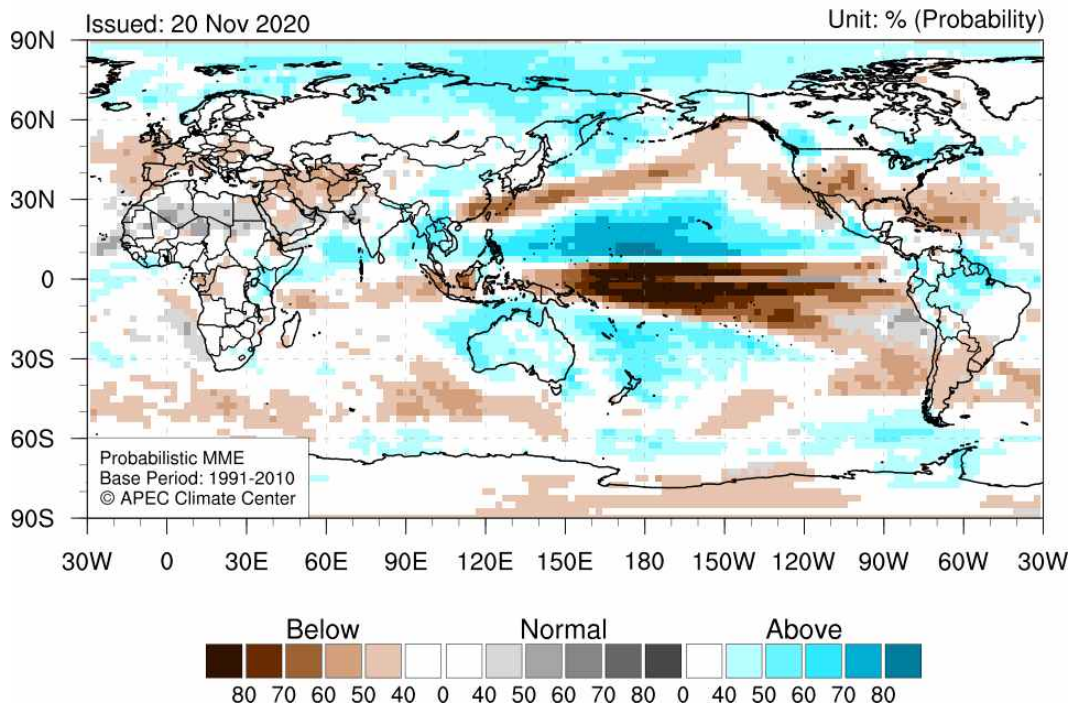 Issued: 20 Nov 2020
Unit: % (Probability)
90N
60N
30N
0
30S
60S
90S
Probabilistic MME
Base Period: 1991-2010
© APEC Climate Center
30W 0 30E 60E 90E 120E 150E 180 150W 120W 90W 60W 30W
Below Normal Above
80 70 60 50 40 0 40 50 60 70 80 0 40 50 60 70 80